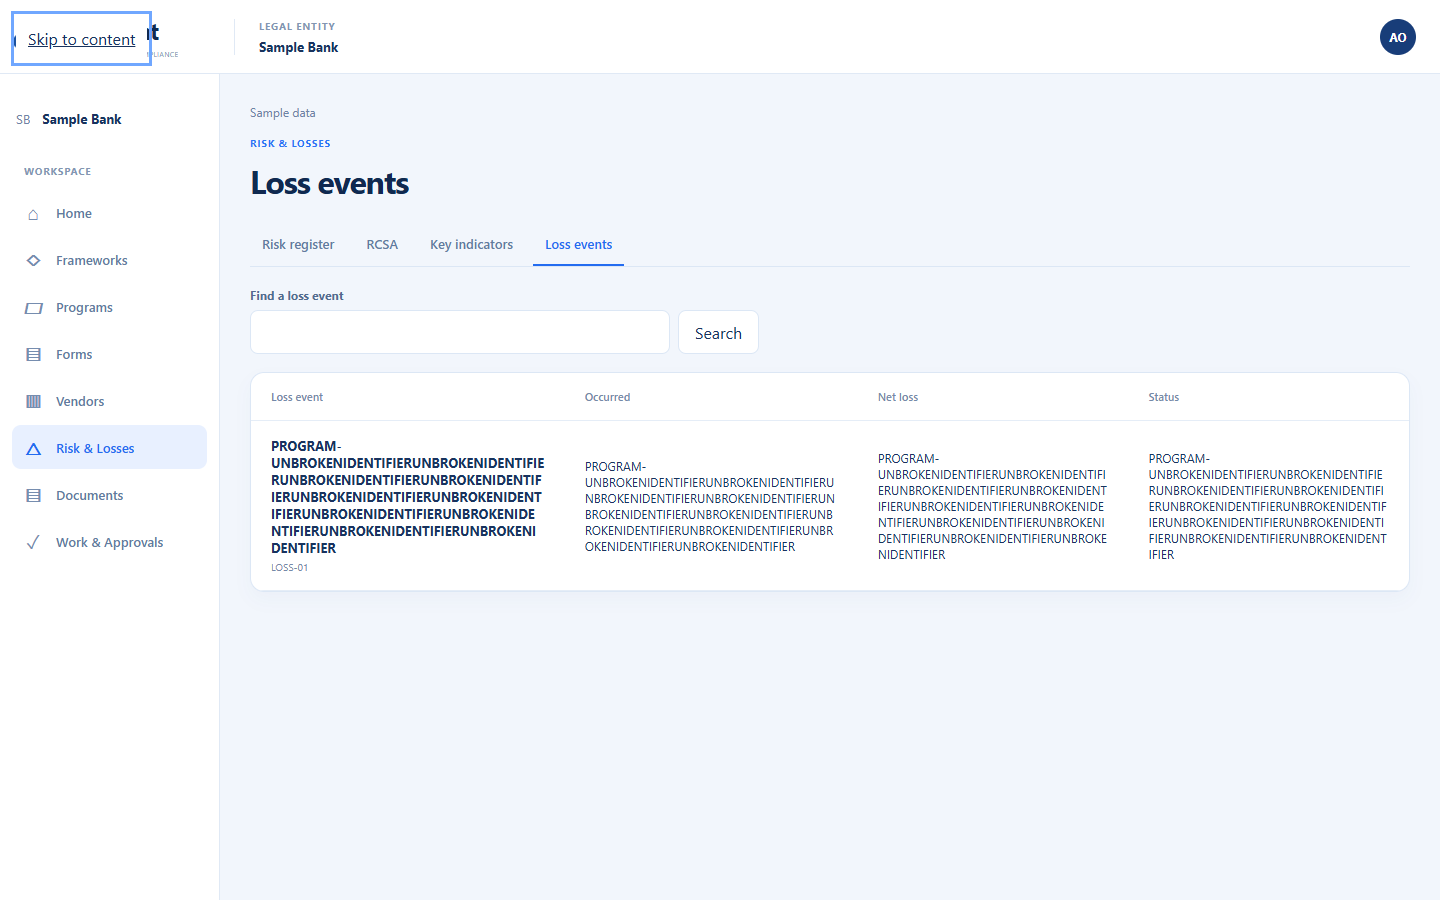 Skip to content
LEGAL ENTITY
Sample Bank
AO
SB Sample Bank
WORKSPACE
Home
Frameworks
Programs
Forms
Vendors
Risk & Losses
Documents
Work & Approvals
Sample data
RISK & LOSSES
Loss events
Risk register RCSA Key indicators Loss events
Find a loss event
Search
Loss event Occurred Net loss Status
PROGRAM-
UNBROKENIDENTIFIERUNBROKENIDENTIFIE
RUNBROKENIDENTIFIERUNBROKENIDENTIF
IERUNBROKENIDENTIFIERUNBROKENIDENT
IFIERUNBROKENIDENTIFIERUNBROKENIDE
NTIFIERUNBROKENIDENTIFIERUNBROKENI
DENTIFIER
LOSS-01
PROGRAM-
UNBROKENIDENTIFIERUNBROKENIDENTIFIERU
NBROKENIDENTIFIERUNBROKENIDENTIFIERUN
BROKENIDENTIFIERUNBROKENIDENTIFIERUNB
ROKENIDENTIFIERUNBROKENIDENTIFIERUNBR
OKENIDENTIFIERUNBROKENIDENTIFIER
PROGRAM-
UNBROKENIDENTIFIERUNBROKENIDENTIFI
ERUNBROKENIDENTIFIERUNBROKENIDENT
IFIERUNBROKENIDENTIFIERUNBROKENIDE
NTIFIERUNBROKENIDENTIFIERUNBROKENI
DENTIFIERUNBROKENIDENTIFIERUNBROKE
NIDENTIFIER
PROGRAM-
UNBROKENIDENTIFIERUNBROKENIDENTIFIE
RUNBROKENIDENTIFIERUNBROKENIDENTIFI
ERUNBROKENIDENTIFIERUNBROKENIDENTIF
IERUNBROKENIDENTIFIERUNBROKENIDENTI
FIERUNBROKENIDENTIFIERUNBROKENIDENT
IFIER